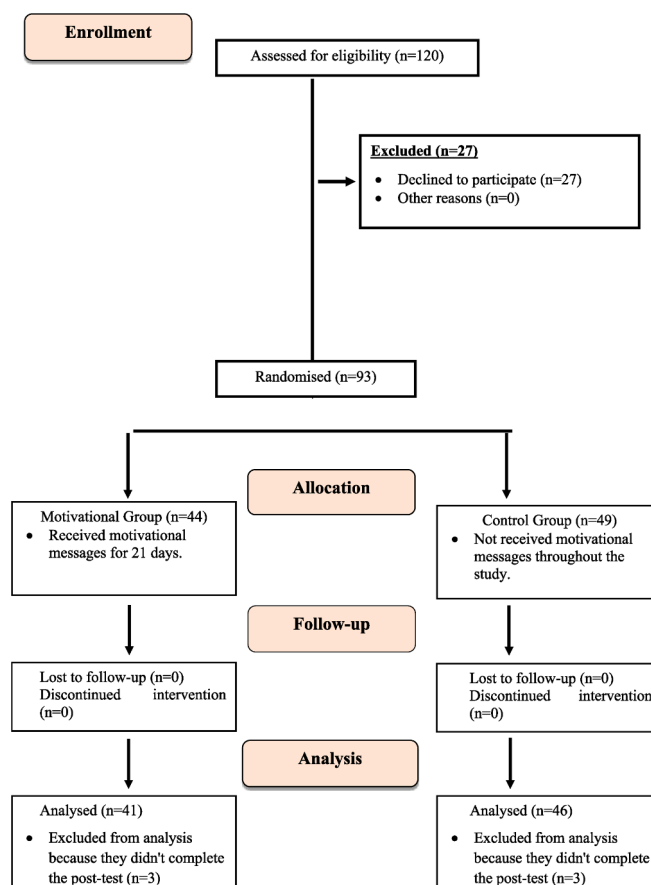 Enrollment
Assessed for eligibility (n=120)
Excluded (n=27)
• Declined to participate (n=27)
• Other reasons (n=0)
Randomised (n=93)
Allocation
Motivational Group (n=44)
• Received motivational
messages for 21 days.
Control Group (n=49)
• Not received motivational
messages throughout the
study.
Follow-up
Lost to follow-up (n=0)
Discontinued intervention
(n=0)
Lost to follow-up (n=0)
Discontinued intervention
(n=0)
Analysis
Analysed (n=41)
• Excluded from analysis
because they didn't complete
the post-test (n=3)
Analysed (n=46)
• Excluded from analysis
because they didn't complete
the post-test (n=3)